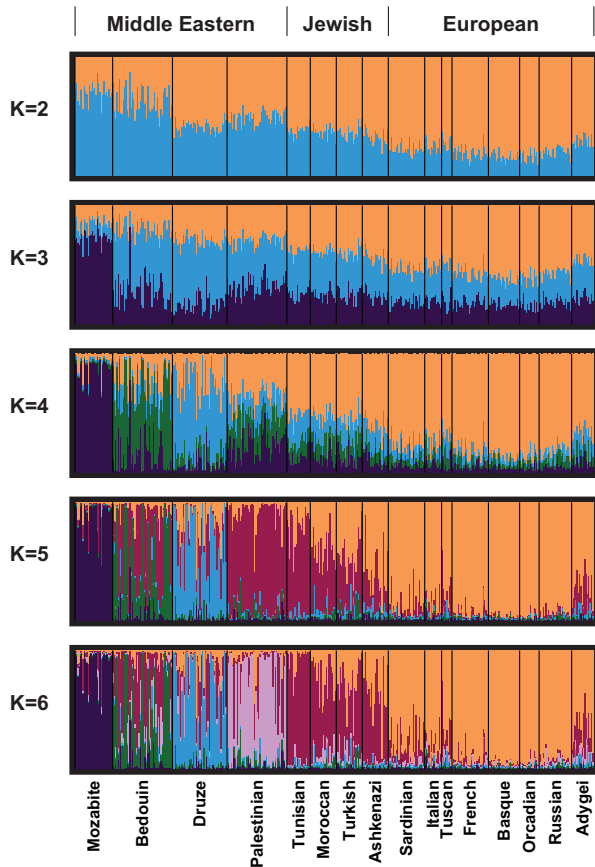 Middle Eastern Jewish European
K=2
K=3
K=4
K=5
K=6
Mozabite
Bedouin
Druze
Palestinian
Tunisian
Moroccan
Turkish
Ashkenazi
Sardinian
Italian
Tuscan
French
Basque
Orcadian
Russian
Adygei